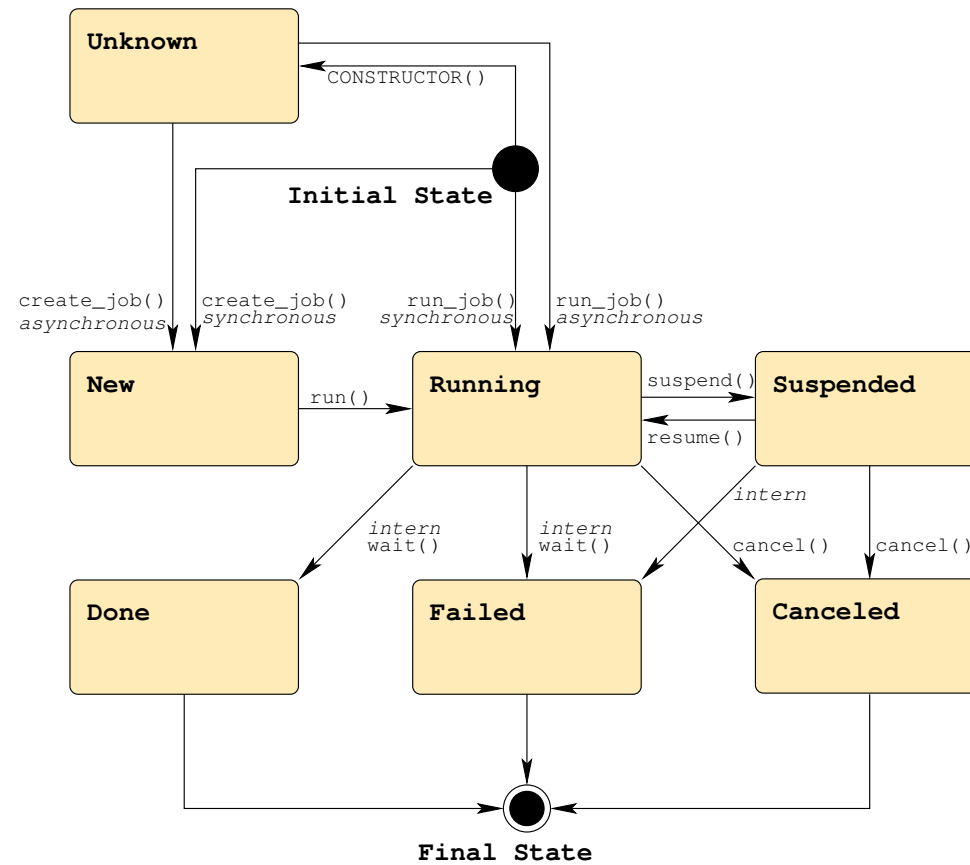 Unknown
CONSTRUCTOR()
Initial State
create_job()
asynchronous
create_job()
synchronous
run_job()
synchronous
run_job()
asynchronous
New
run()
Running
suspend()
resume()
Suspended
intern
wait()
intern
wait()
intern
cancel()
cancel()
Done
Failed
Canceled
Final State